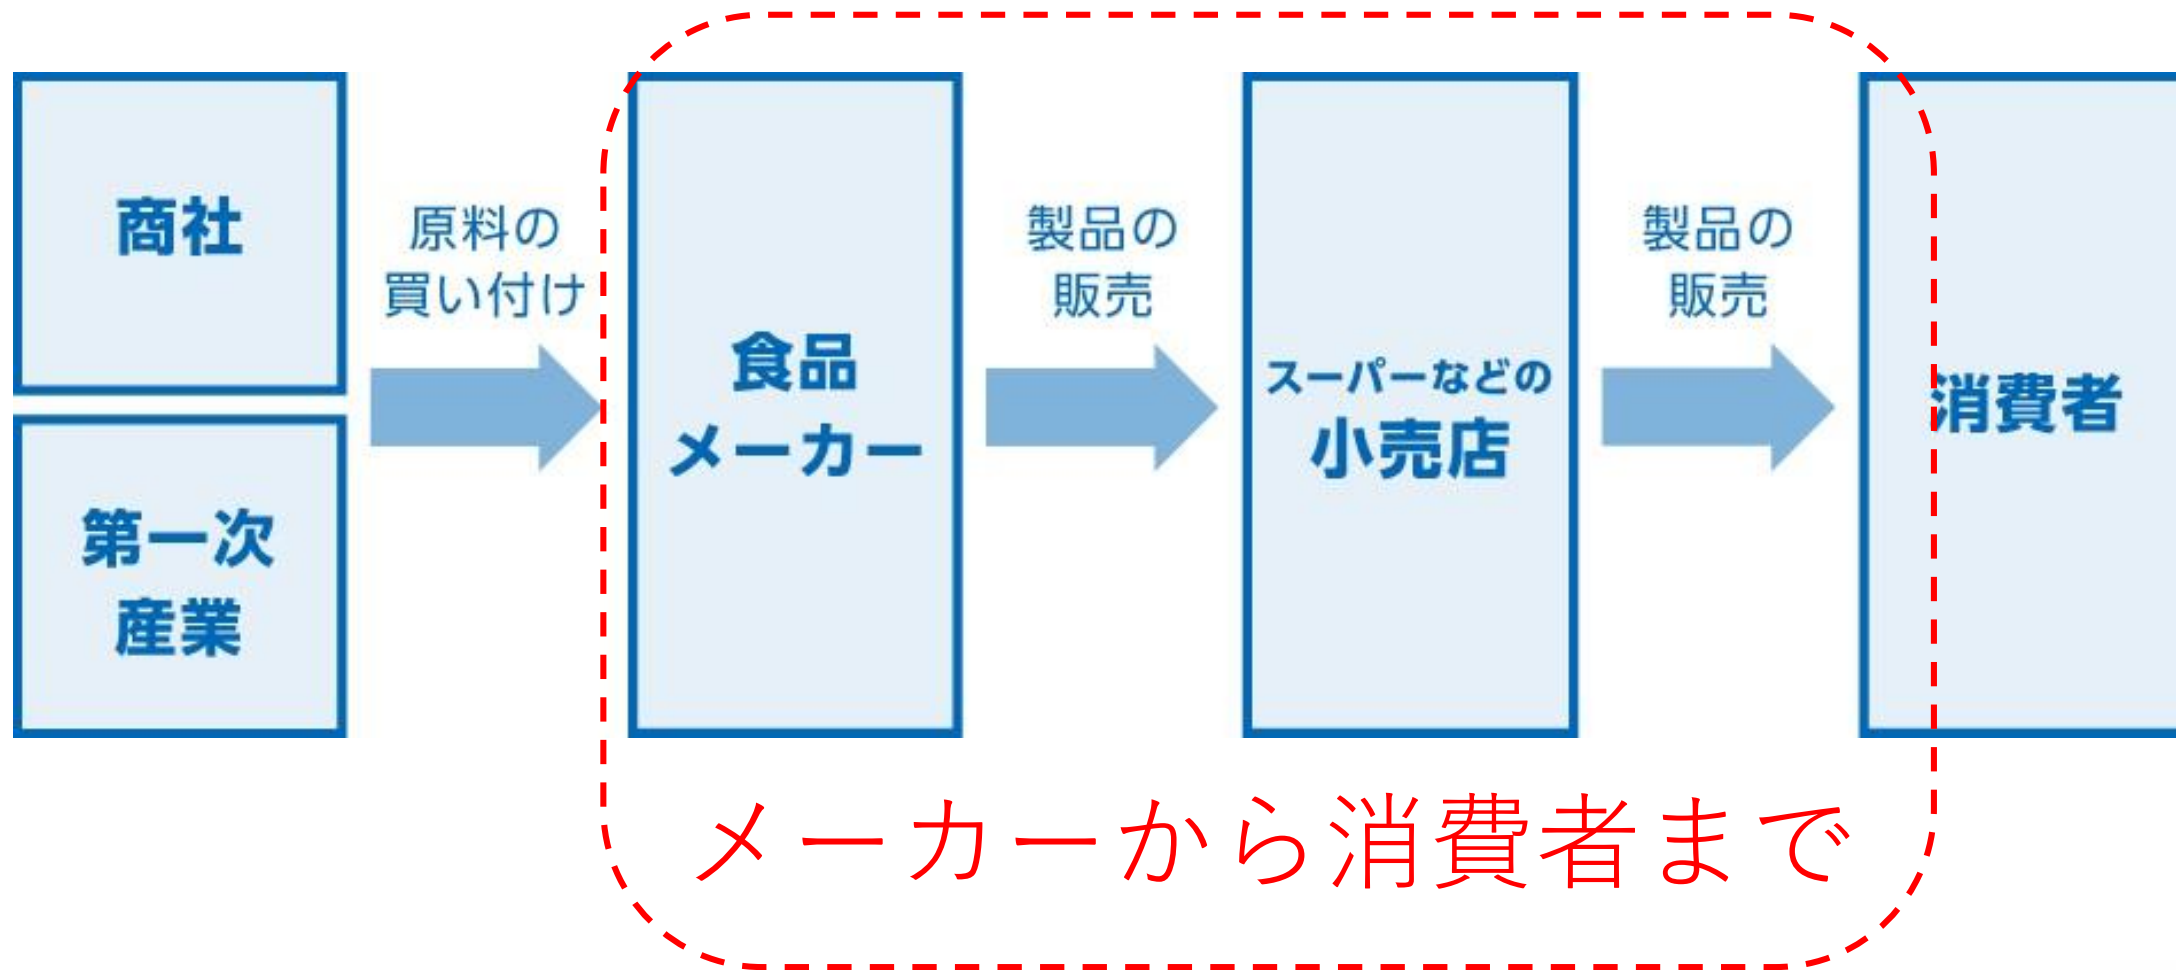 商社
第一次
産業
原料の
買い付け
食品
メーカー
製品の
販売
スーパーなどの
小売店
製品の
販売
消費者
メーカーから消費者まで